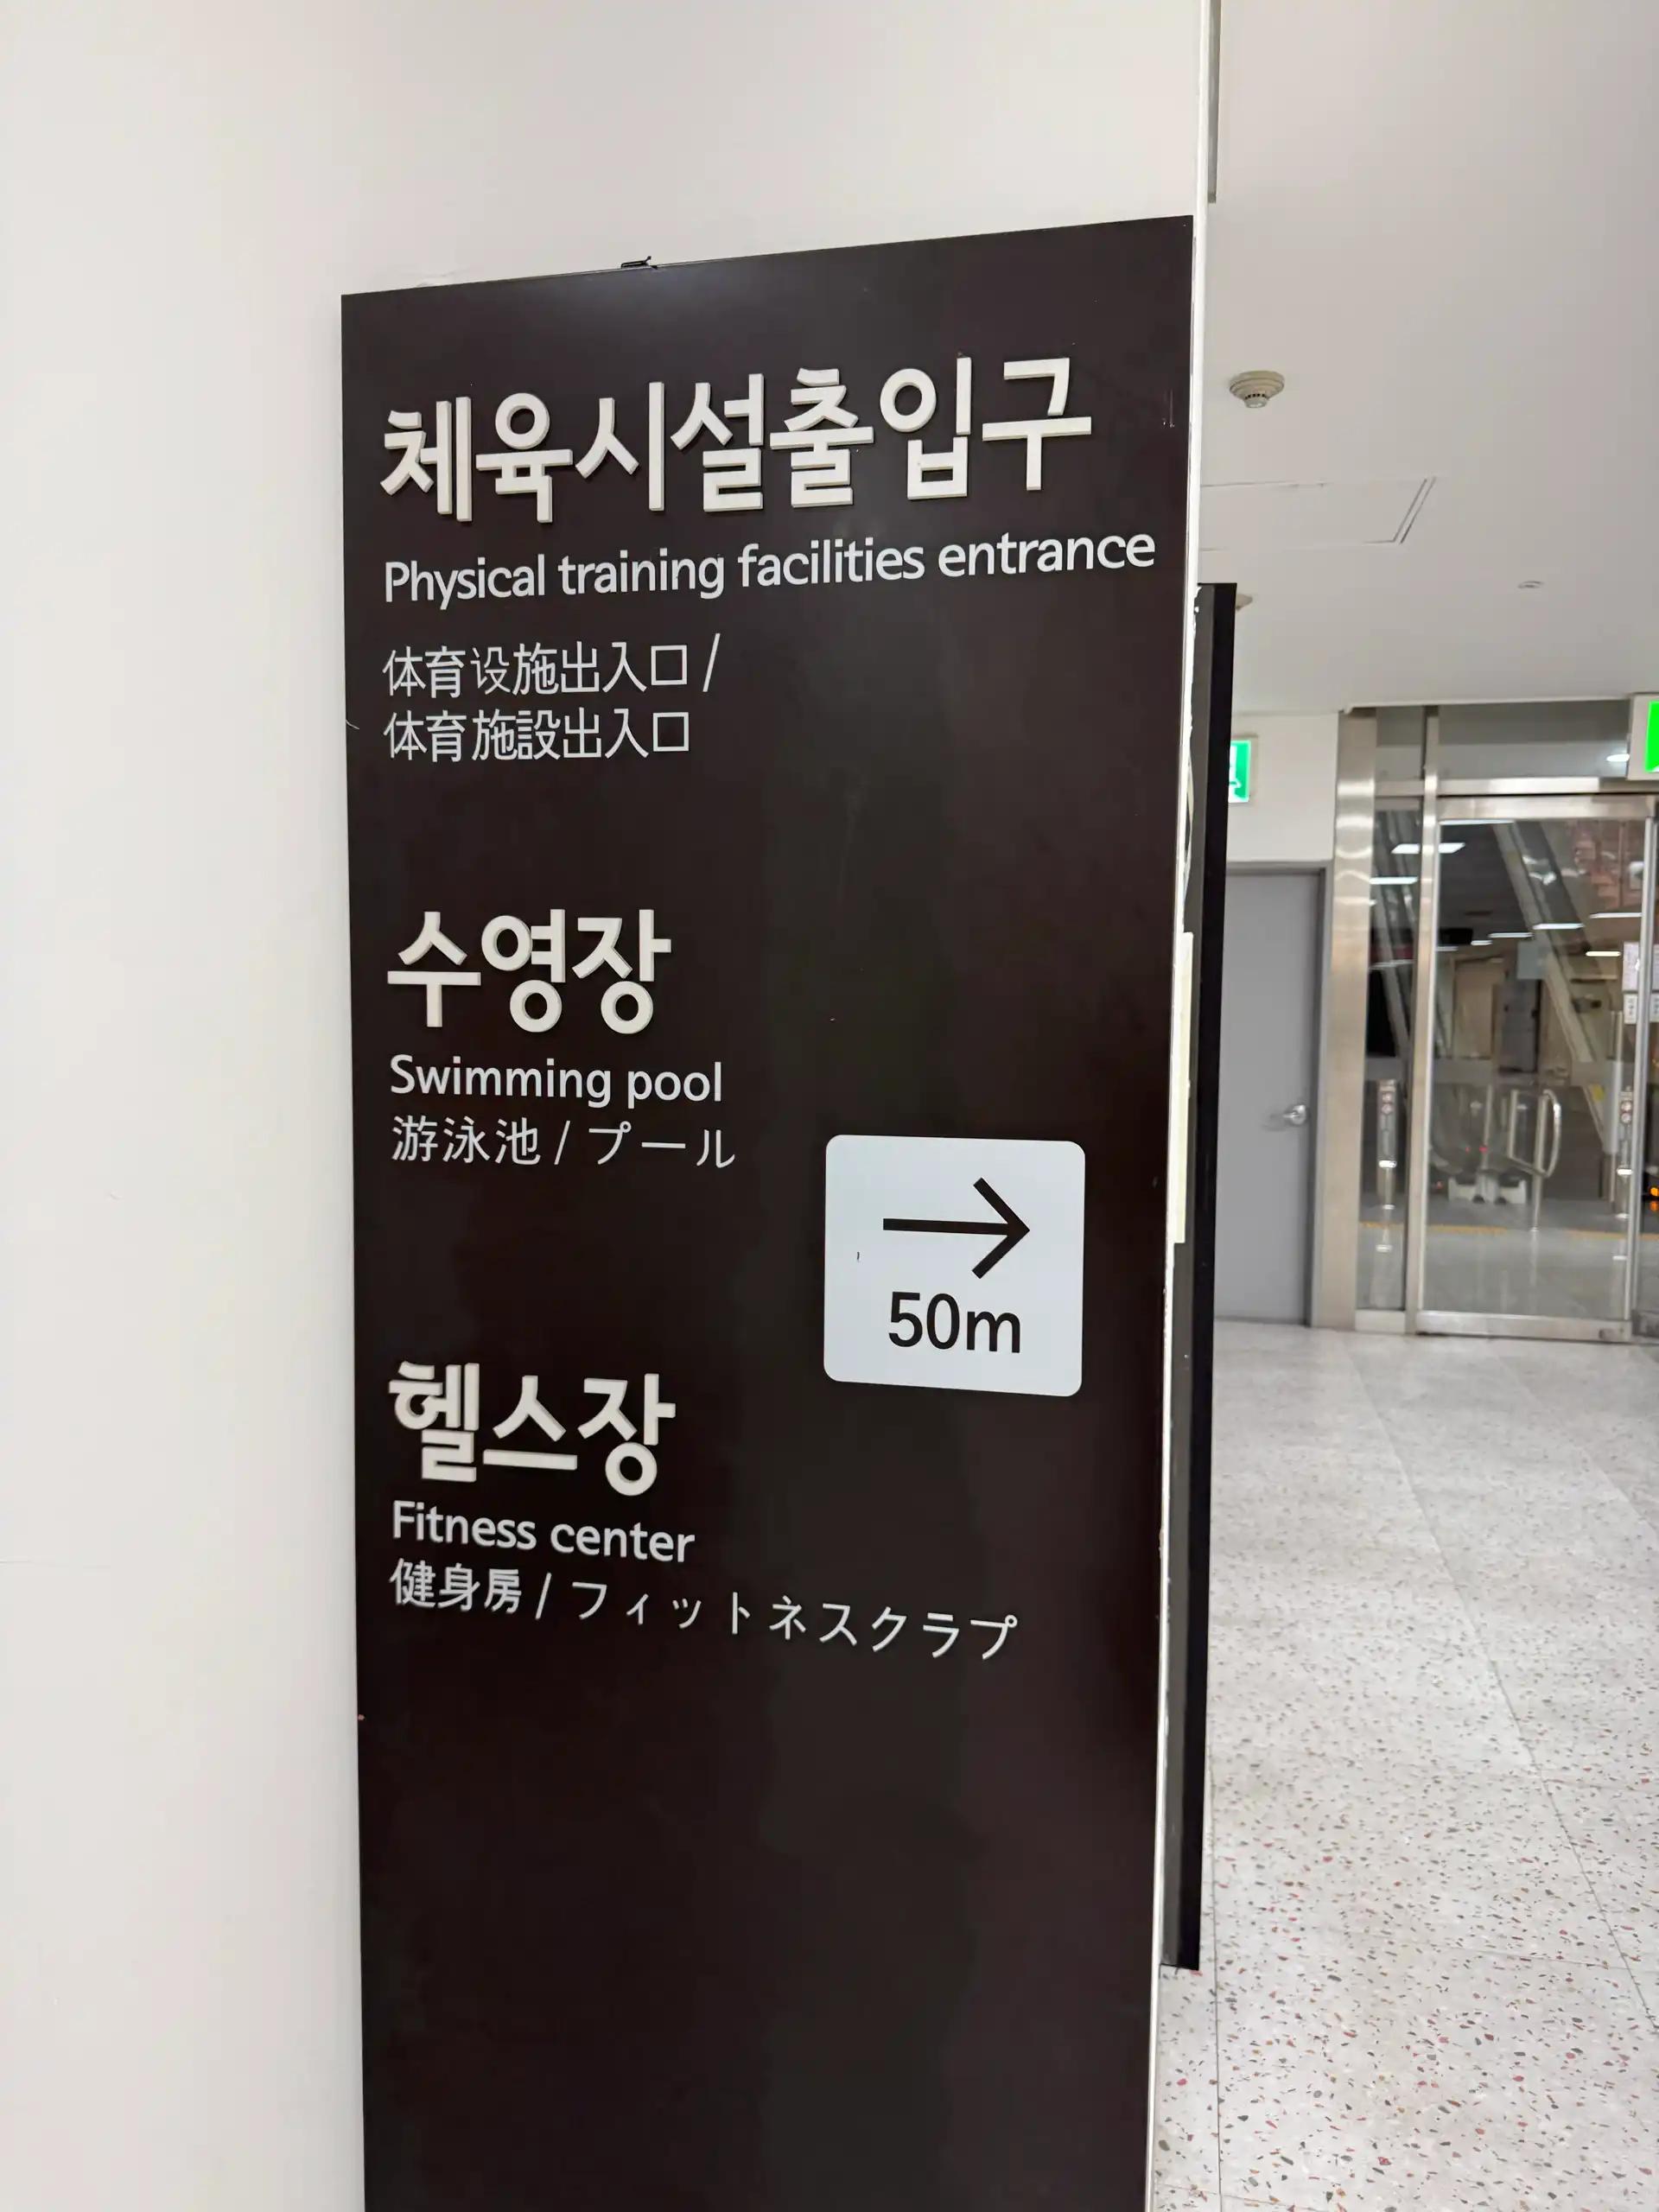 체육시설출입구
Physical training facilities entrance
体育设施出入口 /
体育施設出入口
수영장
Swimming pool
游泳池 / プール
→
50m
헬스장
Fitness center
健身房 / フィットネスクラプ